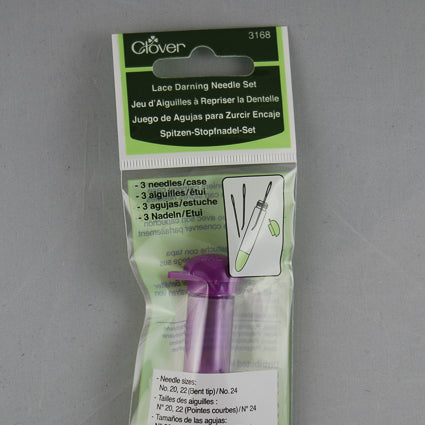 Clover
3168
Lace Darning Needle Set
Jeu d'Aiguilles à Repriser la Dentelle
Juego de Agujas para Zurcir Encaje
Spitzen-Stopfnadel-Set
- 3 needles/case
- 3 aiguilles/étui
- 3 agujas/estuche
- 3 Nadeln/Etui
- Needle sizes:
No. 20, 22 (Bent tip) / No. 24
- Tailles des aiguilles :
N° 20, 22 (Pointes courbes) / N° 24
- Tamaños de las agujas: